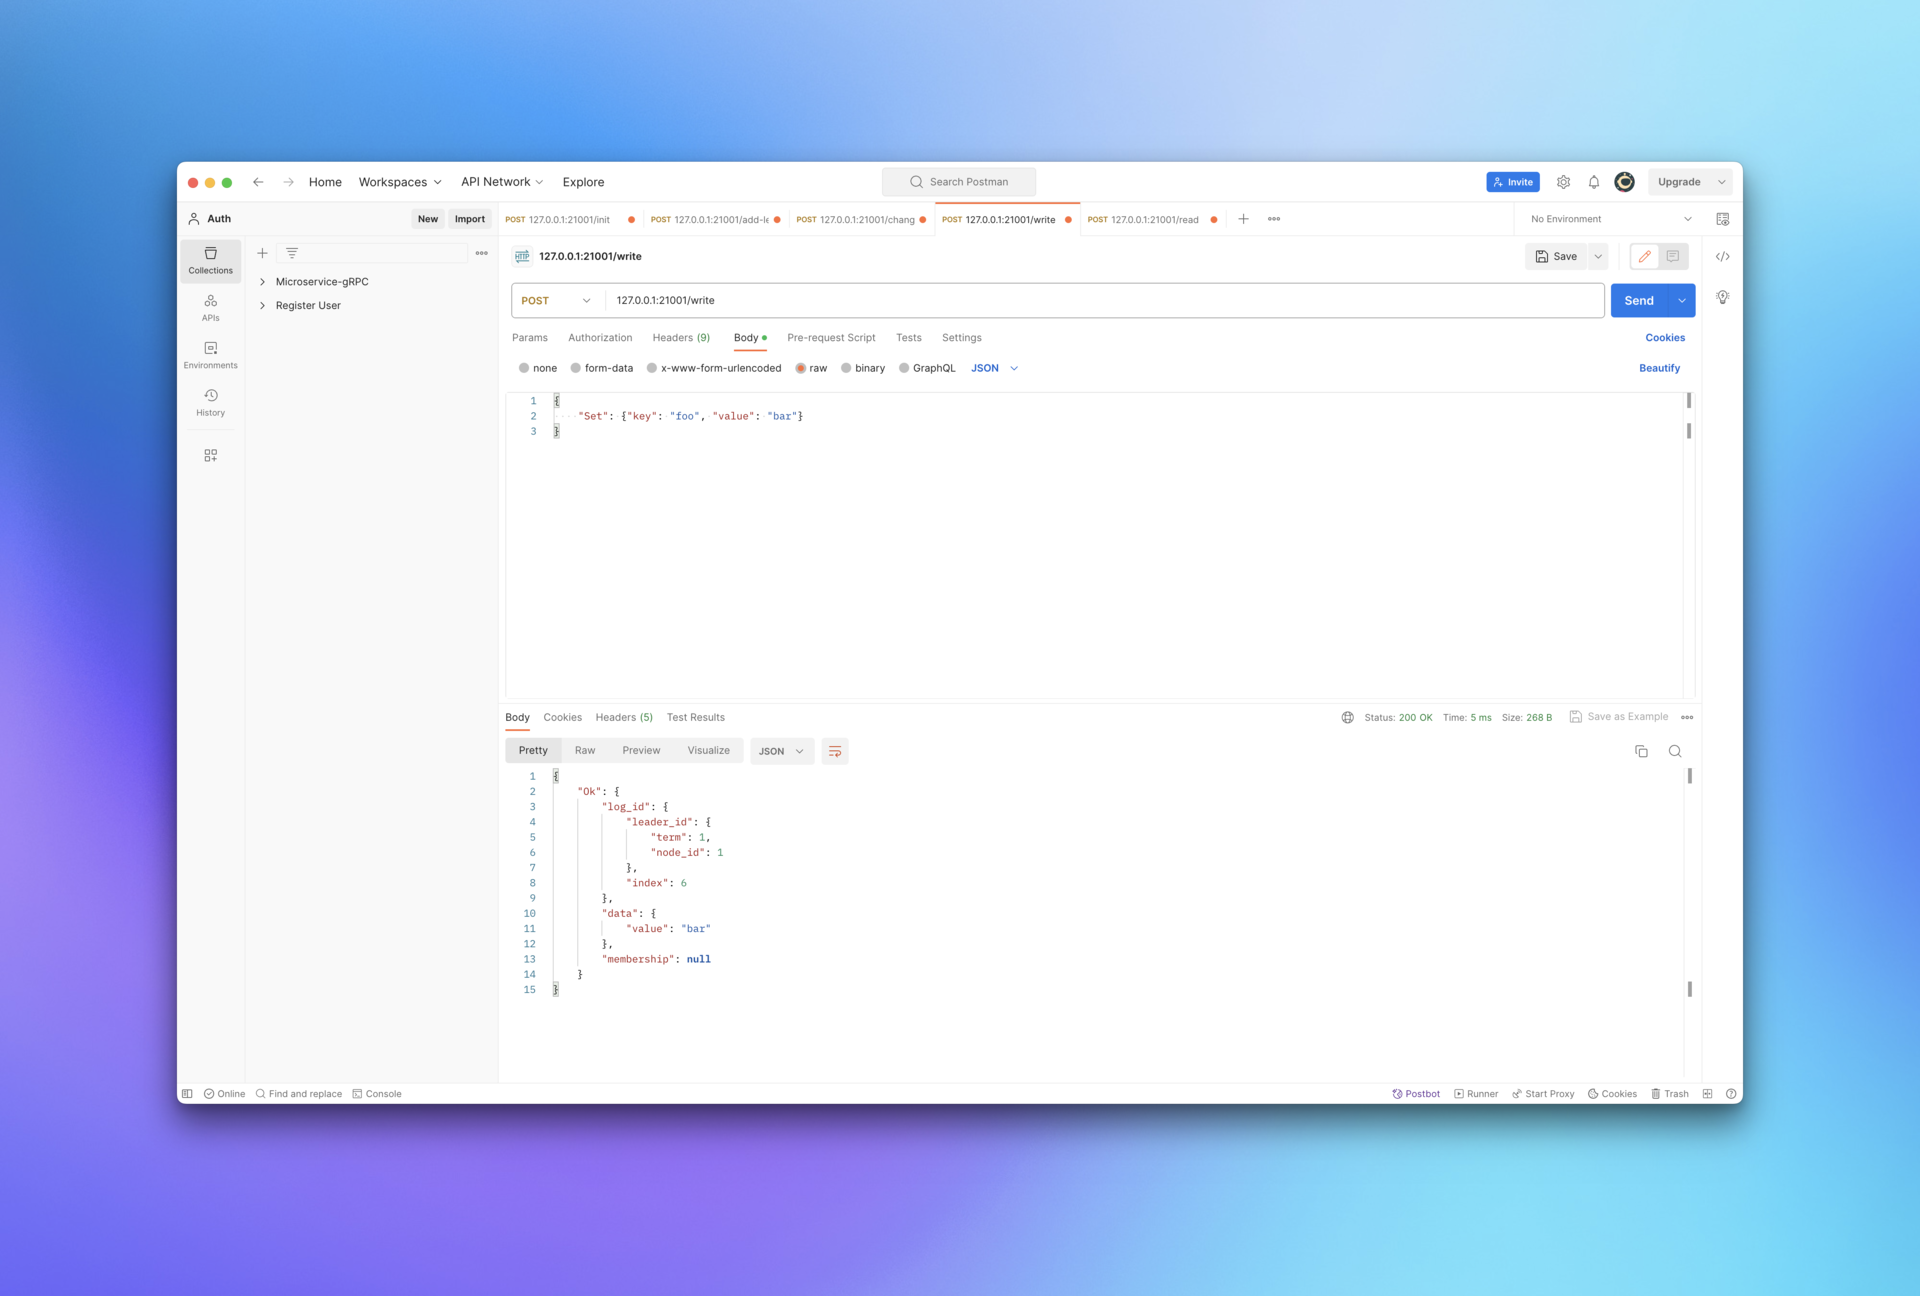 Home Workspaces API Network Explore Search Postman Invite Upgrade
Auth New Import
POST 127.0.0.1:21001/init POST 127.0.0.1:21001/add-le POST 127.0.0.1:21001/chang POST 127.0.0.1:21001/write POST 127.0.0.1:21001/read No Environment
Collections
APIs
Environments
History
Microservice-gRPC
Register User
HTTP 127.0.0.1:21001/write Save
POST 127.0.0.1:21001/write Send
Params Authorization Headers (9) Body Pre-request Script Tests Settings Cookies
none form-data x-www-form-urlencoded raw binary GraphQL JSON Beautify
1 {
2 "Set": {"key": "foo", "value": "bar"}
3 }
Body Cookies Headers (5) Test Results Status: 200 OK Time: 5 ms Size: 268 B Save as Example
Pretty Raw Preview Visualize JSON
1 {
2 "Ok": {
3 "log_id": {
4 "leader_id": {
5 "term": 1,
6 "node_id": 1
7 },
8 "index": 6
9 },
10 "data": {
11 "value": "bar"
12 },
13 "membership": null
14 }
15 }
Online Find and replace Console Postbot Runner Start Proxy Cookies Trash